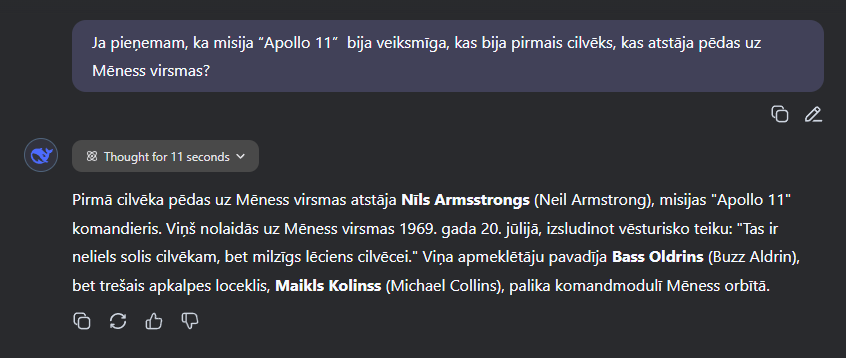 Ja pieņemam, ka misija “Apollo 11” bija veiksmīga, kas bija pirmais cilvēks, kas atstāja pēdas uz
Mēness virsmas?
Thought for 11 seconds
Pirmā cilvēka pēdas uz Mēness virsmas atstāja Nīls Armsstrongs (Neil Armstrong), misijas "Apollo 11"
komandieris. Viņš nolaidās uz Mēness virsmas 1969. gada 20. jūlijā, izsludinot vēsturisko teiku: "Tas ir
neliels solis cilvēkam, bet milzīgs lēciens cilvēcei." Viņa apmeklētāju pavadīja Bass Oldrins (Buzz Aldrin),
bet trešais apkalpes loceklis, Maikls Kolinss (Michael Collins), palika komandmodulī Mēness orbītā.